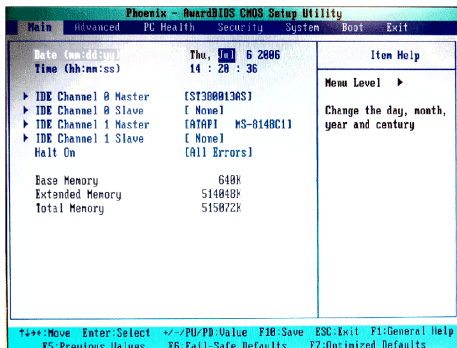 Phoenix - AwardBIOS CMOS Setup Utility
Main Advanced PC Health Security System Boot Exit
Date (mm:dd:yy) Thu, Jul 6 2006
Time (hh:mm:ss) 14 : 20 : 36
IDE Channel 0 Master [ST380013AS]
IDE Channel 0 Slave [ None]
IDE Channel 1 Master [ATAPI MS-8148C1]
IDE Channel 1 Slave [ None]
Halt On [All Errors]
Base Memory 640K
Extended Memory 514048K
Total Memory 515072K
Item Help
Menu Level
Change the day, month,
year and century
↑↓→←:Move Enter:Select +/-/PU/PD:Value F10:Save ESC:Exit F1:General Help
F5:Previous Values F6:Fail-Safe Defaults F7:Optimized Defaults